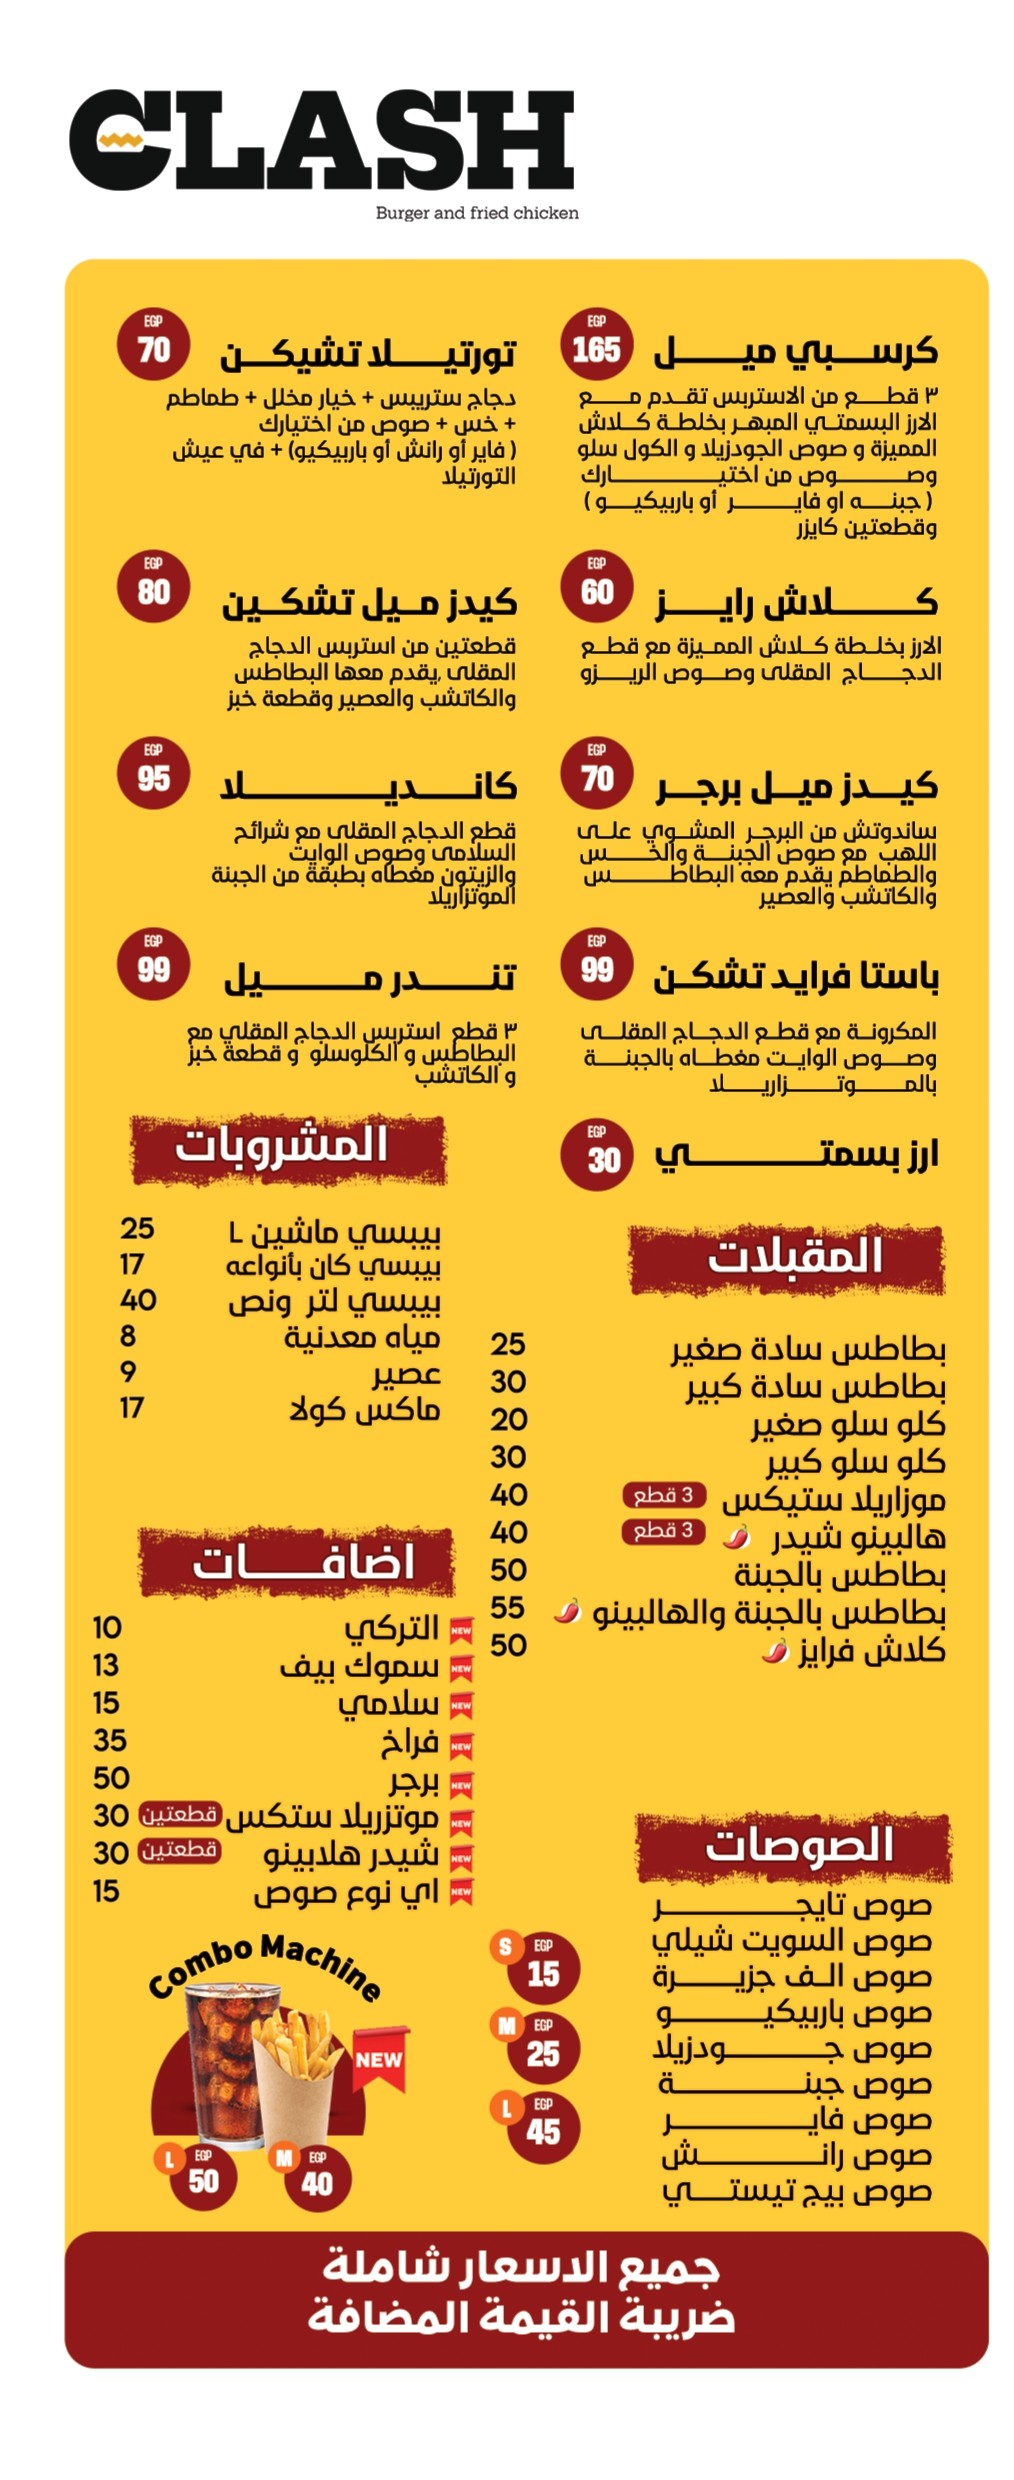 CLASH
Burger and fried chicken
كرسبي ميل
EGP
165
٣ قطع من الاستربس تقدم مع
الارز البسمتي المبهر بخلطة كلاش
المميزة و صوص الجودزيلا و الكول سلو
وصوص من اختيارك
( جبنه او فاير أو باربيكيو )
وقطعتين كايزر
تورتيلا تشيكن
EGP
70
دجاج ستريبس + خيار مخلل + طماطم
+ خس + صوص من اختيارك
( فاير أو رانش أو باربيكيو) + في عيش
التورتيلا
كلاش رايز
EGP
60
الارز بخلطة كلاش المميزة مع قطع
الدجاج المقلى وصوص الريزو
كيدز ميل تشكين
EGP
80
قطعتين من استربس الدجاج
المقلى ,يقدم معها البطاطس
والكاتشب والعصير وقطعة خبز
كيدز ميل برجر
EGP
70
ساندوتش من البرجر المشوي على
اللهب مع صوص الجبنة والخس
والطماطم يقدم معه البطاطس
والكاتشب والعصير
كانديلا
EGP
95
قطع الدجاج المقلى مع شرائح
السلامى وصوص الوايت
والزيتون مغطاه بطبقة من الجبنة
الموتزاريلا
باستا فرايد تشكن
EGP
99
المكرونة مع قطع الدجاج المقلى
وصوص الوايت مغطاه بالجبنة
بالموتزاريلا
تندر ميل
EGP
99
٣ قطع استربس الدجاج المقلي مع
البطاطس و الكلوسلو و قطعة خبز
و الكاتشب
ارز بسمتي
EGP
30
المشروبات
بيبسي ماشين L 25
بيبسي كان بأنواعه 17
بيبسي لتر ونص 40
مياه معدنية 8
عصير 9
ماكس كولا 17
المقبلات
بطاطس سادة صغير 25
بطاطس سادة كبير 30
كلو سلو صغير 20
كلو سلو كبير 30
موزاريلا ستيكس 3 قطع 40
هالبينو شيدر 3 قطع 40
بطاطس بالجبنة 50
بطاطس بالجبنة والهالبينو 55
كلاش فرايز 50
اضافات
NEW التركي 10
NEW سموك بيف 13
NEW سلامي 15
NEW فراخ 35
NEW برجر 50
NEW موتزريلا ستكس قطعتين 30
NEW شيدر هلابينو قطعتين 30
NEW اي نوع صوص 15
الصوصات
صوص تايجر
صوص السويت شيلي
صوص الف جزيرة
صوص باربيكيو
صوص جودزيلا
صوص جبنة
صوص فاير
صوص رانش
صوص بيج تيستي
S EGP 15
M EGP 25
L EGP 45
Combo Machine
NEW
L EGP 50
M EGP 40
جميع الاسعار شاملة
ضريبة القيمة المضافة